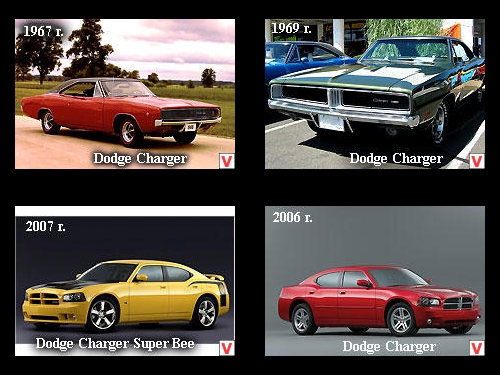 1967 г.
Dodge Charger
V
1969 г.
Dodge Charger
V
2007 г.
Dodge Charger Super Bee
V
2006 г.
Dodge Charger
V